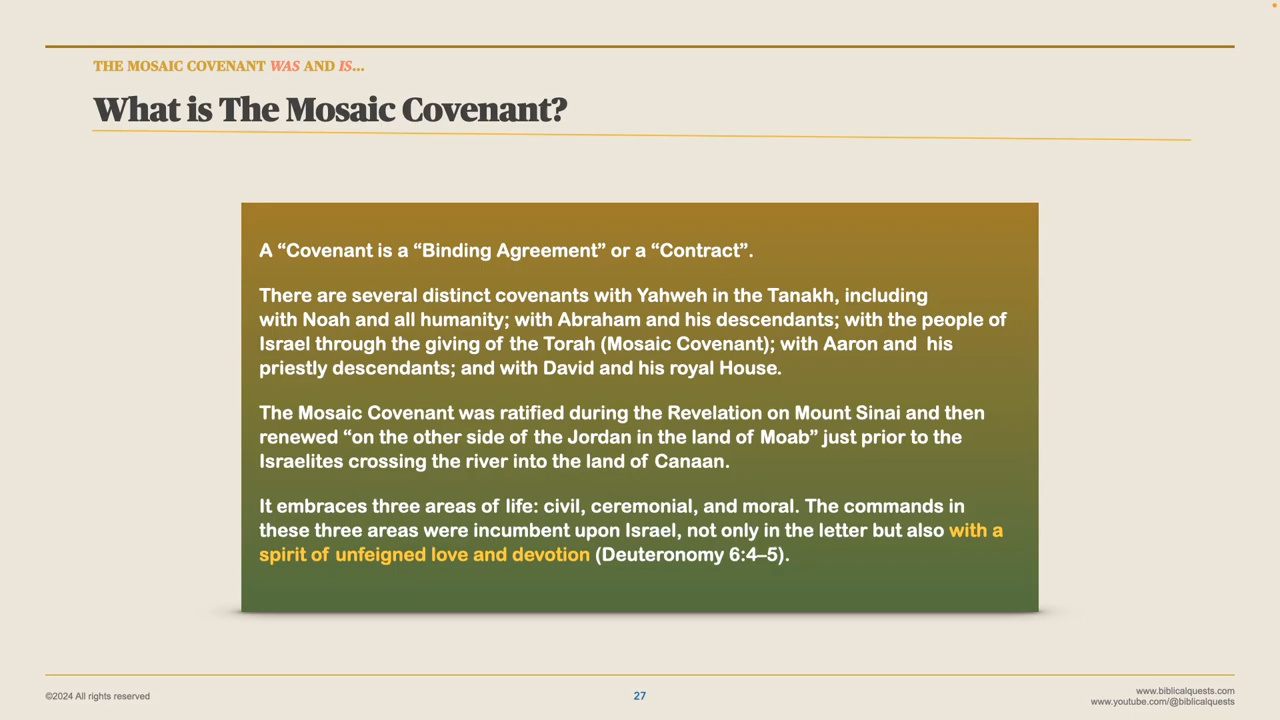 THE MOSAIC COVENANT WAS AND IS...
What is The Mosaic Covenant?
A “Covenant is a “Binding Agreement” or a “Contract”.
There are several distinct covenants with Yahweh in the Tanakh, including
with Noah and all humanity; with Abraham and his descendants; with the people of
Israel through the giving of the Torah (Mosaic Covenant); with Aaron and his
priestly descendants; and with David and his royal House.
The Mosaic Covenant was ratified during the Revelation on Mount Sinai and then
renewed “on the other side of the Jordan in the land of Moab” just prior to the
Israelites crossing the river into the land of Canaan.
It embraces three areas of life: civil, ceremonial, and moral. The commands in
these three areas were incumbent upon Israel, not only in the letter but also with a
spirit of unfeigned love and devotion (Deuteronomy 6:4–5).
©2024 All rights reserved
27
www.biblicalquests.com
www.youtube.com/@biblicalquests